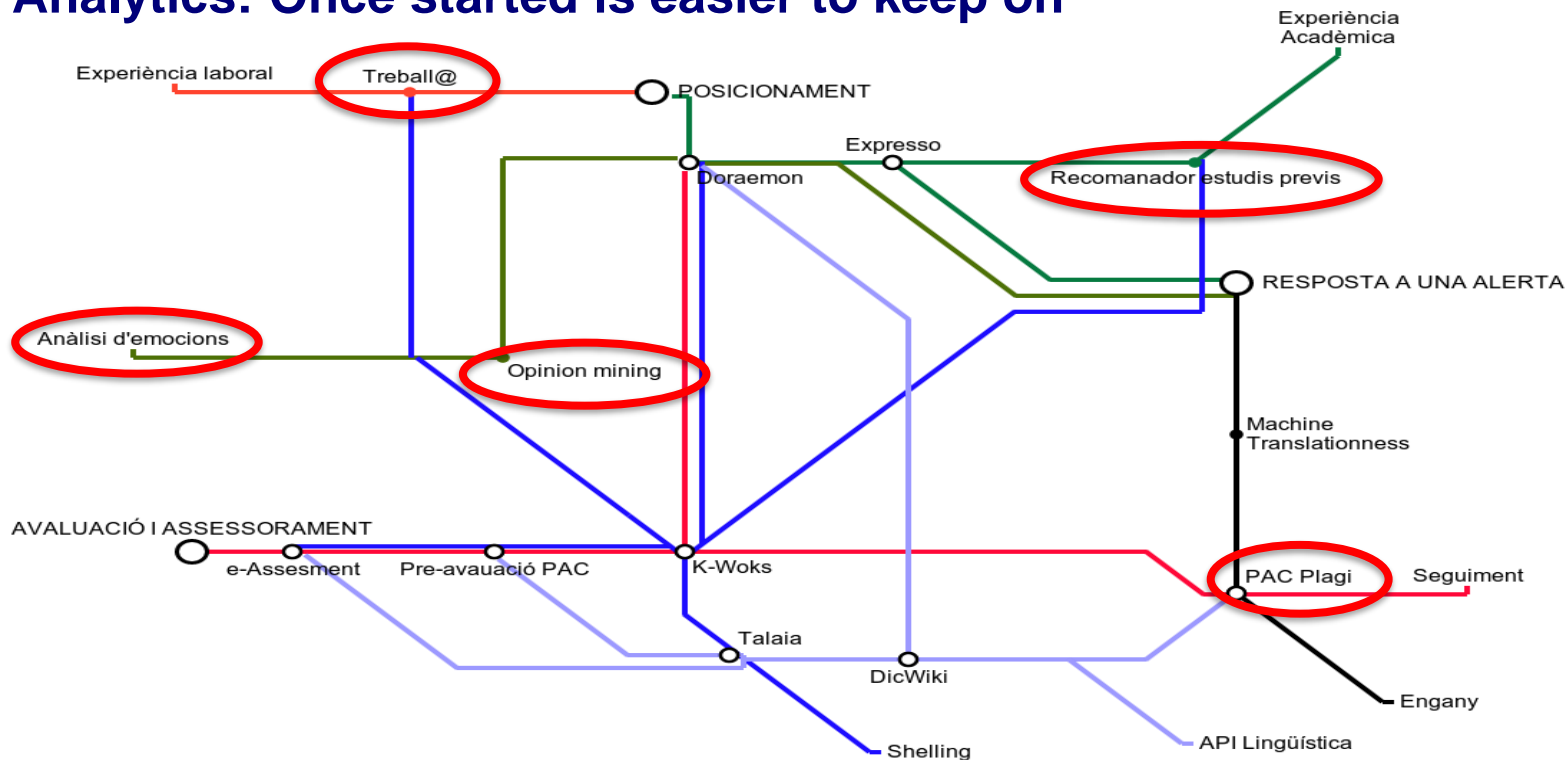 Analytics: Once started is easier to keep on
Experiència
Acadèmica
Experiència laboral
Treball@
POSICIONAMENT
Expresso
Doraemon
Recomanador estudis previs
RESPOSTA A UNA ALERTA
Anàlisi d'emocions
Opinion mining
Machine
Translationness
AVALUACIÓ I ASSESSORAMENT
e-Assesment
Pre-avauació PAC
K-Woks
PAC Plagi
Seguiment
Talaia
DicWiki
Engany
Shelling
API Lingüística